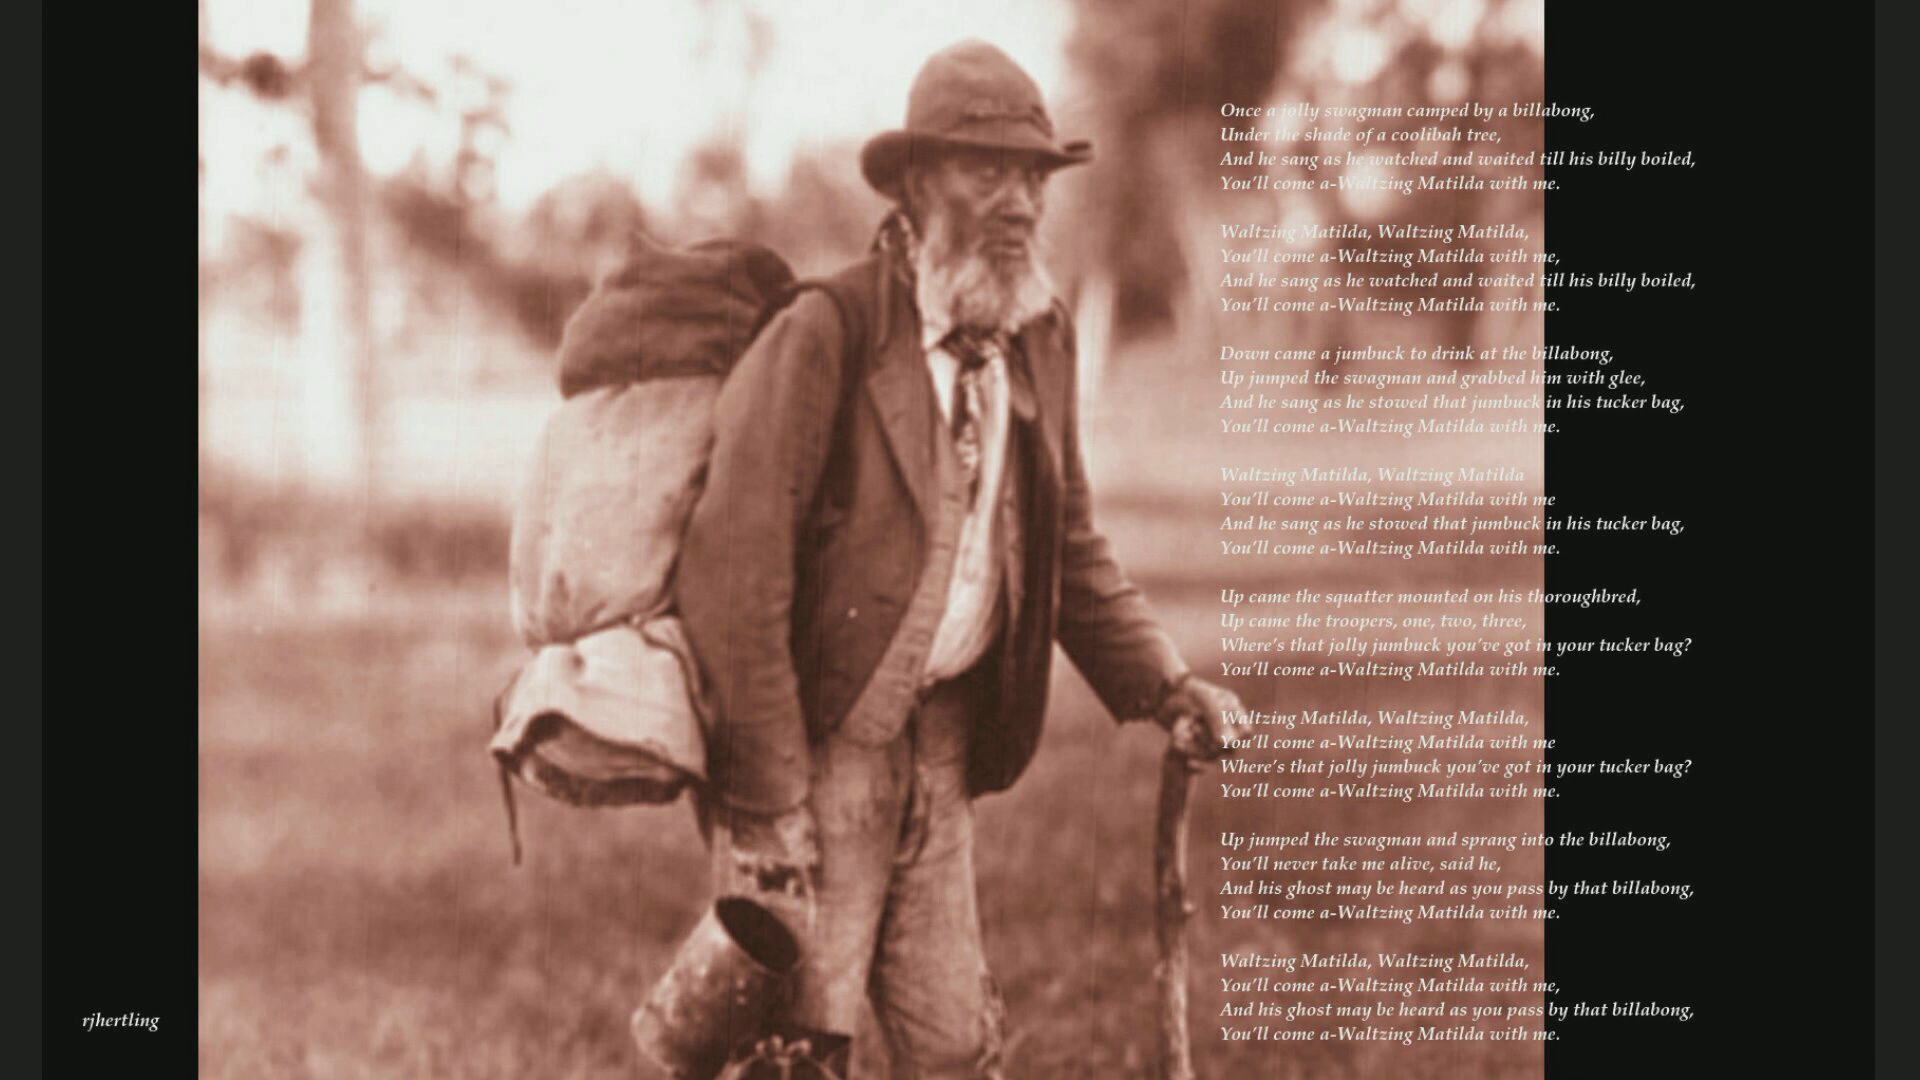 Once a jolly swagman camped by a billabong,
Under the shade of a coolibah tree,
And he sang as he watched and waited till his billy boiled,
You'll come a-Waltzing Matilda with me.
Waltzing Matilda, Waltzing Matilda,
You'll come a-Waltzing Matilda with me,
And he sang as he watched and waited till his billy boiled,
You'll come a-Waltzing Matilda with me.
Down came a jumbuck to drink at the billabong,
Up jumped the swagman and grabbed him with glee,
And he sang as he stowed that jumbuck in his tucker bag,
You'll come a-Waltzing Matilda with me.
Waltzing Matilda, Waltzing Matilda
You'll come a-Waltzing Matilda with me
And he sang as he stowed that jumbuck in his tucker bag,
You'll come a-Waltzing Matilda with me.
Up came the squatter mounted on his thoroughbred,
Up came the troopers, one, two, three,
Where's that jolly jumbuck you've got in your tucker bag?
You'll come a-Waltzing Matilda with me.
Waltzing Matilda, Waltzing Matilda,
You'll come a-Waltzing Matilda with me
Where's that jolly jumbuck you've got in your tucker bag?
You'll come a-Waltzing Matilda with me.
Up jumped the swagman and sprang into the billabong,
You'll never take me alive, said he,
And his ghost may be heard as you pass by that billabong,
You'll come a-Waltzing Matilda with me.
Waltzing Matilda, Waltzing Matilda,
You'll come a-Waltzing Matilda with me,
And his ghost may be heard as you pass by that billabong,
You'll come a-Waltzing Matilda with me.
rjhertling